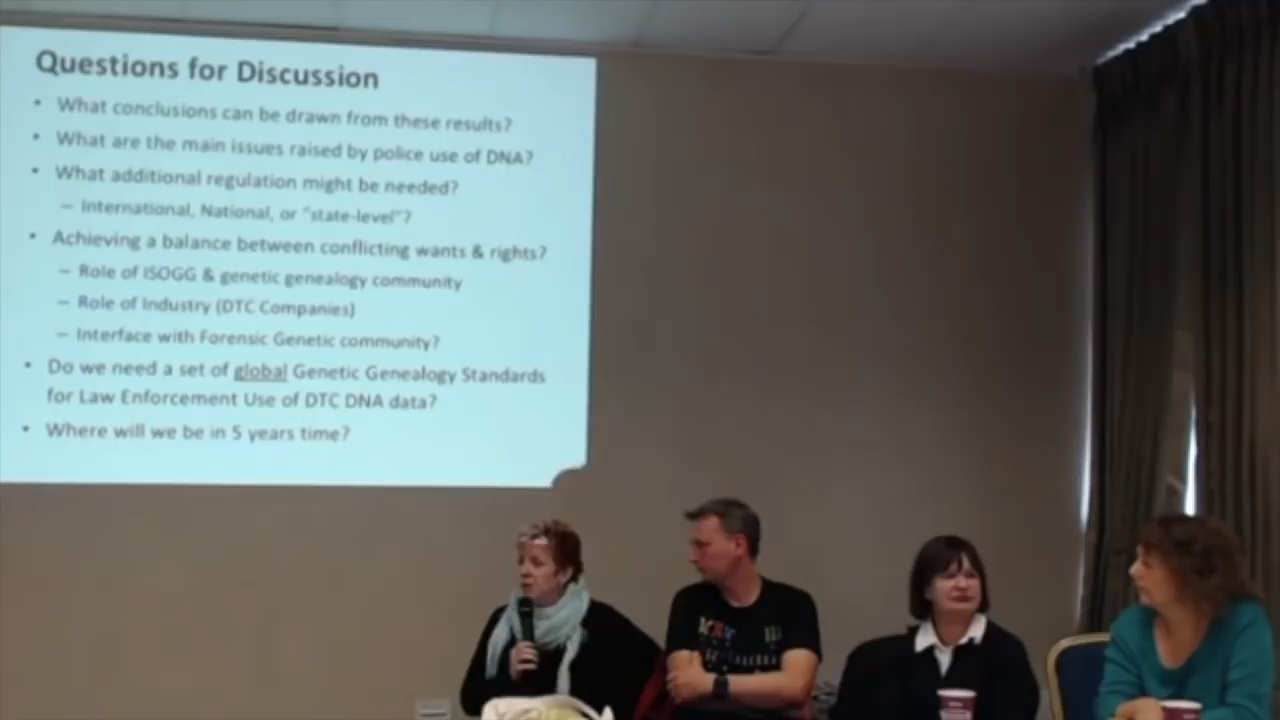 Questions for Discussion
• What conclusions can be drawn from these results?
• What are the main issues raised by police use of DNA?
• What additional regulation might be needed?
– International, National, or "state-level"?
• Achieving a balance between conflicting wants & rights?
– Role of ISOGG & genetic genealogy community
– Role of Industry (DTC Companies)
– Interface with Forensic Genetic community?
• Do we need a set of global Genetic Genealogy Standards
for Law Enforcement Use of DTC DNA data?
• Where will we be in 5 years time?